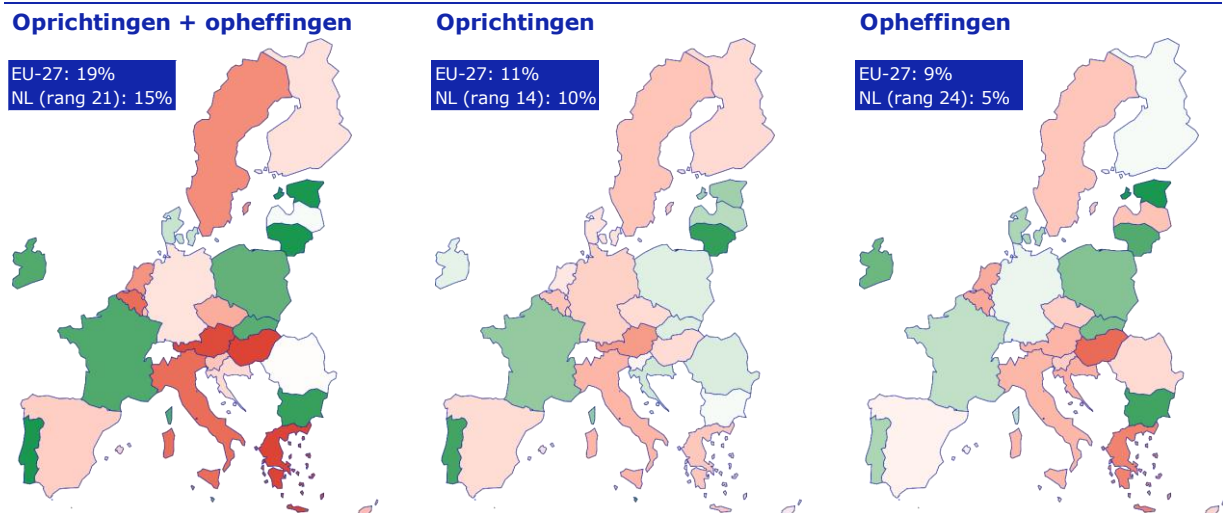 Oprichtingen + opheffingen
EU-27: 19%
NL (rang 21): 15%
Oprichtingen
EU-27: 11%
NL (rang 14): 10%
Opheffingen
EU-27: 9%
NL (rang 24): 5%